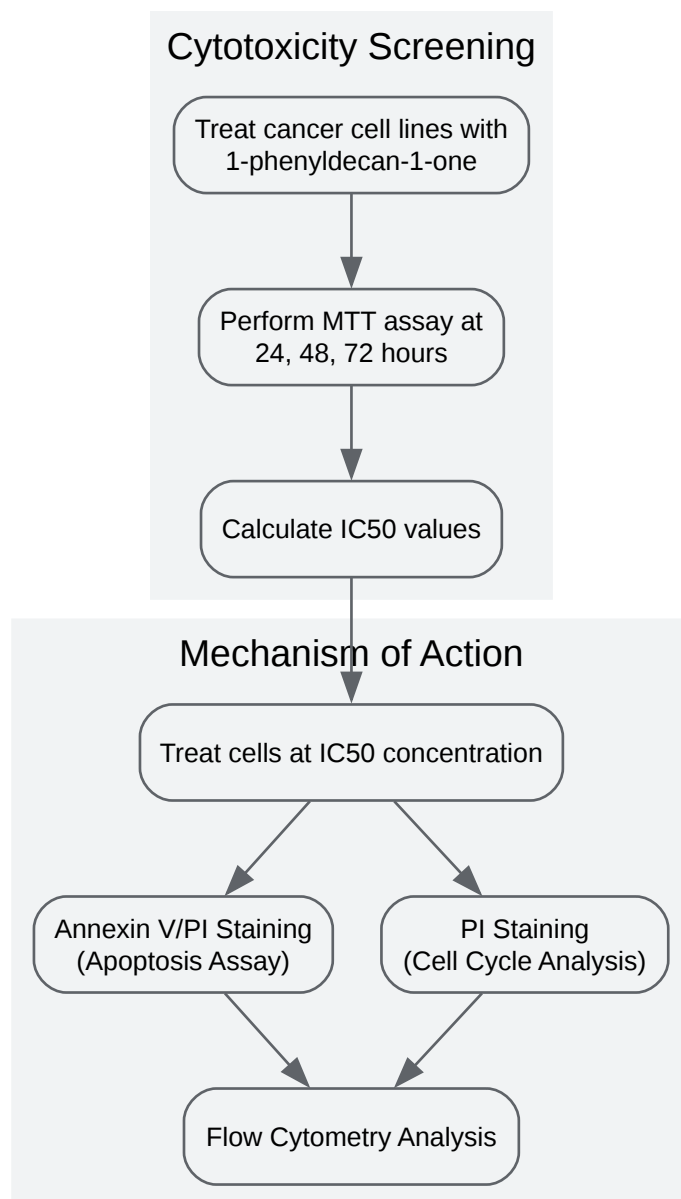 Cytotoxicity Screening
Treat cancer cell lines with
1-phenyldecan-1-one
Perform MTT assay at
24, 48, 72 hours
Calculate IC50 values
Mechanism of Action
Treat cells at IC50 concentration
Annexin V/PI Staining
(Apoptosis Assay)
PI Staining
(Cell Cycle Analysis)
Flow Cytometry Analysis